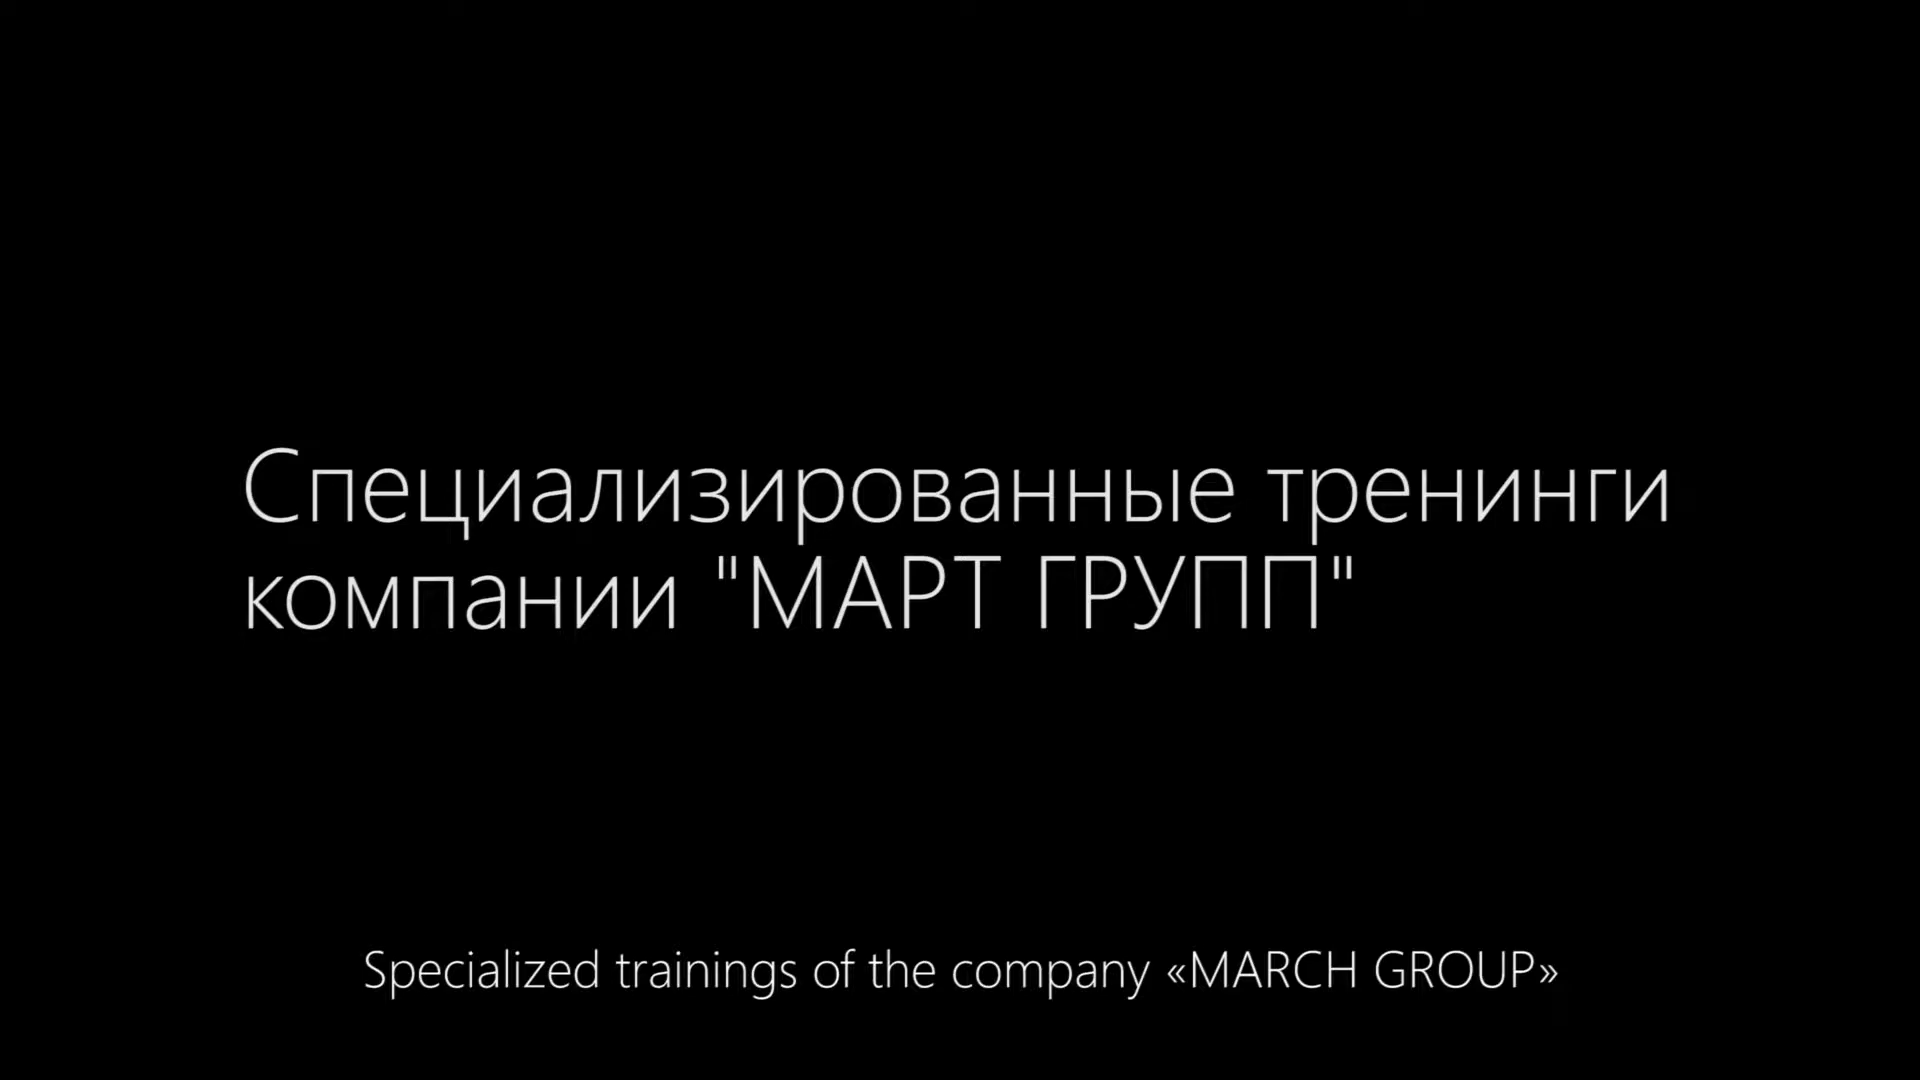 Специализированные тренинги
компании "МАРТ ГРУПП"
Specialized trainings of the company «MARCH GROUP»